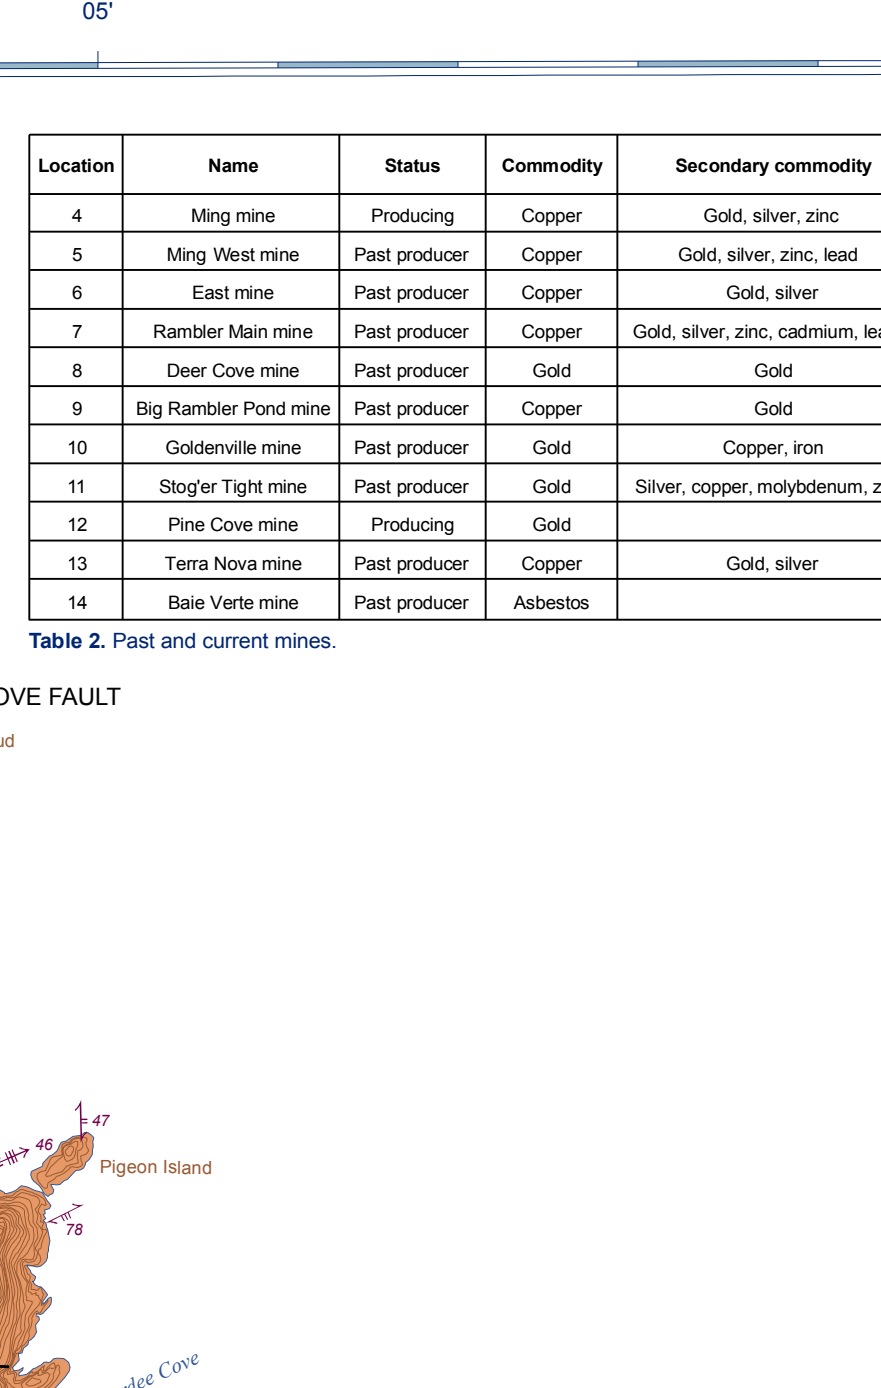 05'
Location Name Status Commodity Secondary commodity
4 Ming mine Producing Copper Gold, silver, zinc
5 Ming West mine Past producer Copper Gold, silver, zinc, lead
6 East mine Past producer Copper Gold, silver
7 Rambler Main mine Past producer Copper Gold, silver, zinc, cadmium,
8 Deer Cove mine Past producer Gold Gold
9 Big Rambler Pond mine Past producer Copper Gold
10 Goldenville mine Past producer Gold Copper, iron
11 Stog'er Tight mine Past producer Gold Silver, copper, molybdenum,
12 Pine Cove mine Producing Gold
13 Terra Nova mine Past producer Copper Gold, silver
14 Baie Verte mine Past producer Asbestos
Table 2. Past and current mines.
FAULT
47
46
Pigeon Island
78
Cove